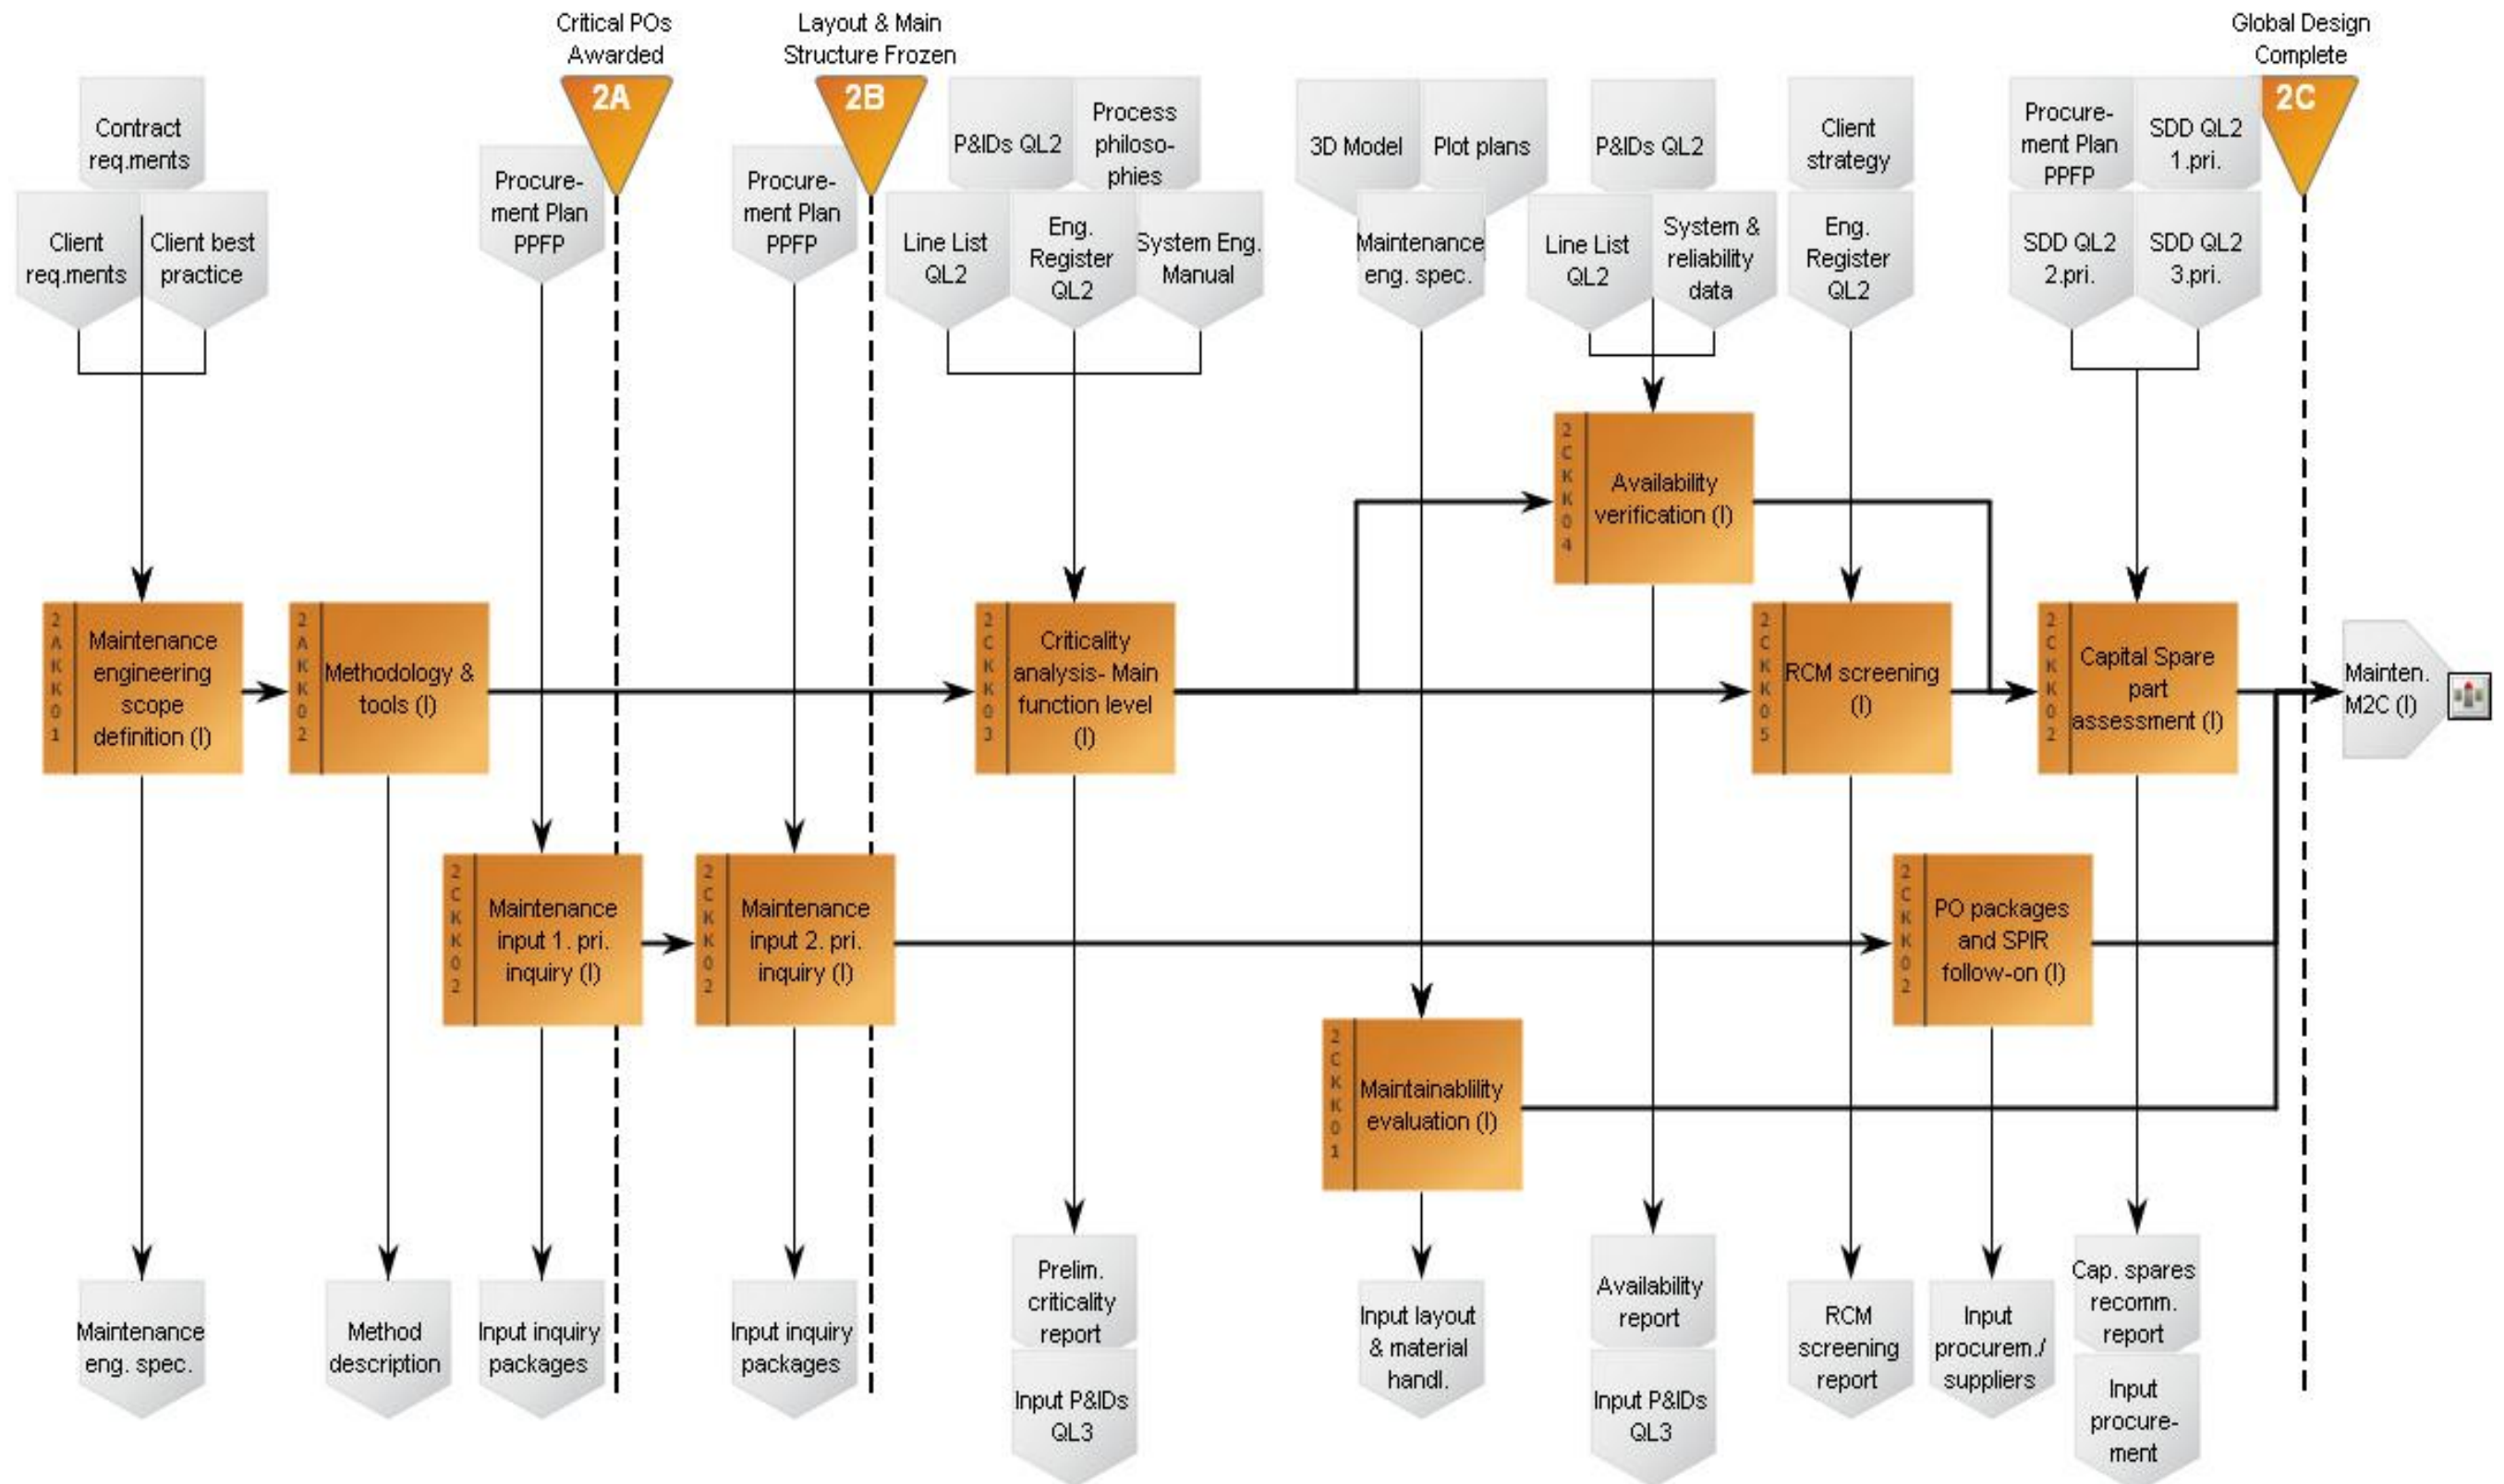 Critical POs
Awarded
2A
Layout & Main
Structure Frozen
2B
Global Design
Complete
2C
Contract
req.ments
Client
req.ments
Client best
practice
Procure-
ment Plan
PPFP
Procure-
ment Plan
PPFP
P&IDs QL2
Process
philoso-
phies
Line List
QL2
Eng.
Register
QL2
System Eng.
Manual
3D Model
Plot plans
Maintenance
eng. spec.
P&IDs QL2
Line List
QL2
System &
reliability
data
Client
strategy
Eng.
Register
QL2
Procure-
ment Plan
PPFP
SDD QL2
1.pri.
SDD QL2
2.pri.
SDD QL2
3.pri.
2CKK04
Availability
verification (I)
2AKK01
Maintenance
engineering
scope
definition (I)
2AKK02
Methodology &
tools (I)
2CKK03
Criticality
analysis- Main
function level
(I)
2CKK05
RCM screening
(I)
2CKK02
Capital Spare
part
assessment (I)
Mainten.
M2C (I)
2CKK02
Maintenance
input 1. pri.
inquiry (I)
2CKK02
Maintenance
input 2. pri.
inquiry (I)
2CKK02
PO packages
and SPIR
follow-on (I)
2CKK01
Maintainablility
evaluation (I)
Maintenance
eng. spec.
Method
description
Input inquiry
packages
Input inquiry
packages
Prelim.
criticality
report
Input P&IDs
QL3
Input layout
& material
handl.
Availability
report
Input P&IDs
QL3
RCM
screening
report
Input
procurem./
suppliers
Cap. spares
recomm.
report
Input
procure-
ment